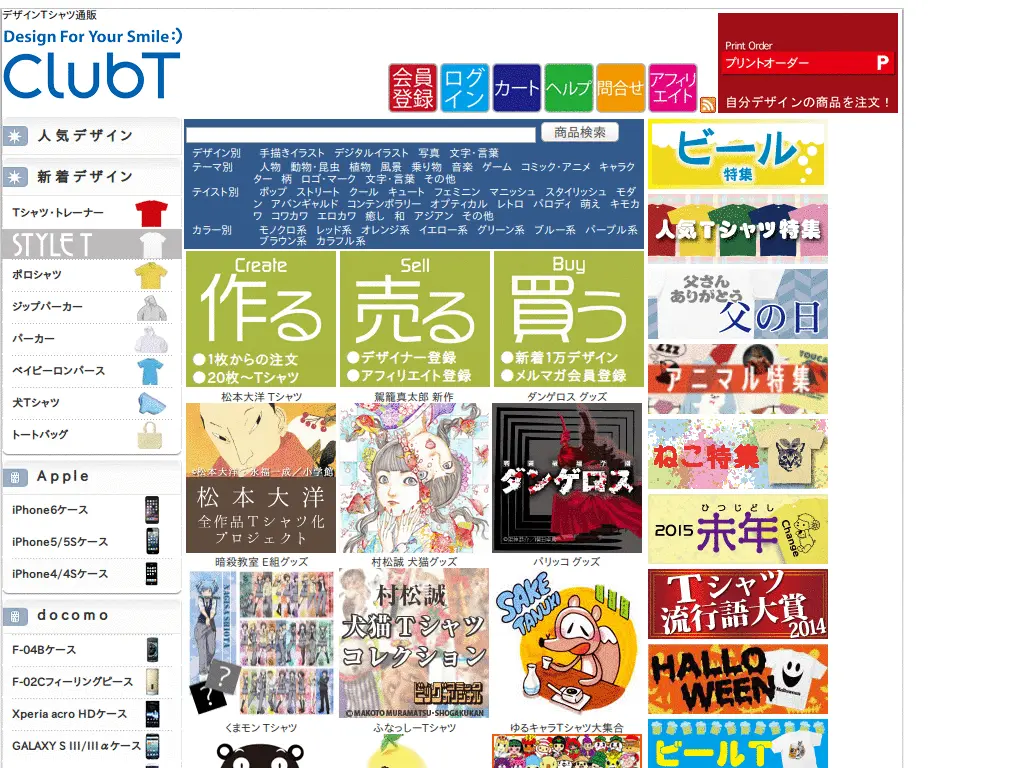 デザインTシャツ通販
Design For Your Smile:)
ClubT
会員登録
ログイン
カート
ヘルプ
問合せ
アフィリエイト
Print Order
プリントオーダー P
自分デザインの商品を注文！
人気デザイン
新着デザイン
Tシャツ・トレーナー
STYLE T
ポロシャツ
ジップパーカー
パーカー
ベイビーロンパース
犬Tシャツ
トートバッグ
Apple
iPhone6ケース
iPhone5/5Sケース
iPhone4/4Sケース
docomo
F-04Bケース
F-02Cフィーリングピース
Xperia acro HDケース
GALAXY S III/IIIαケース
商品検索
デザイン別 手描きイラスト デジタルイラスト 写真 文字・言葉
テーマ別 人物 動物・昆虫 植物 風景 乗り物 音楽 ゲーム コミック・アニメ キャラク
ター 柄 ロゴ・マーク 文字・言葉 その他
テイスト別 ポップ ストリート クール キュート フェミニン マニッシュ スタイリッシュ モダ
ン アバンギャルド コンテンポラリー オプティカル レトロ パロディ 萌え キモカ
ワ コワカワ エロカワ 癒し 和 アジアン その他
カラー別 モノクロ系 レッド系 オレンジ系 イエロー系 グリーン系 ブルー系 パープル系
ブラウン系 カラフル系
Create
作る
●1枚からの注文
●20枚～Tシャツ
Sell
売る
●デザイナー登録
●アフィリエイト登録
Buy
買う
●新着1万デザイン
●メルマガ会員登録
松本大洋 Tシャツ
©松本大洋・永福一成／小学館
松本大洋
全作品Tシャツ化
プロジェクト
駕籠真太郎 新作
ダンゲロス グッズ
ダンゲロス
暗殺教室 E組グッズ
NAGISA SHIOTA
?
?
村松誠 犬猫グッズ
村松誠
犬猫Tシャツ
コレクション
ビッグコミック
©MAKOTO MURAMATSU・SHOGAKUKAN
パリッコ グッズ
SAKE
TANUKI
くまモン Tシャツ
ふなっしーTシャツ
ゆるキャラTシャツ大集合
ビール
特集
人気Tシャツ特集
父さん
ありがとう
父の日
ZZZ
TOUCA
アニマル特集
ねこ特集
ひつじどし
2015 未年
Change
Tシャツ
流行語大賞
2014
HALLO
WEEN
Halloween
ビールT